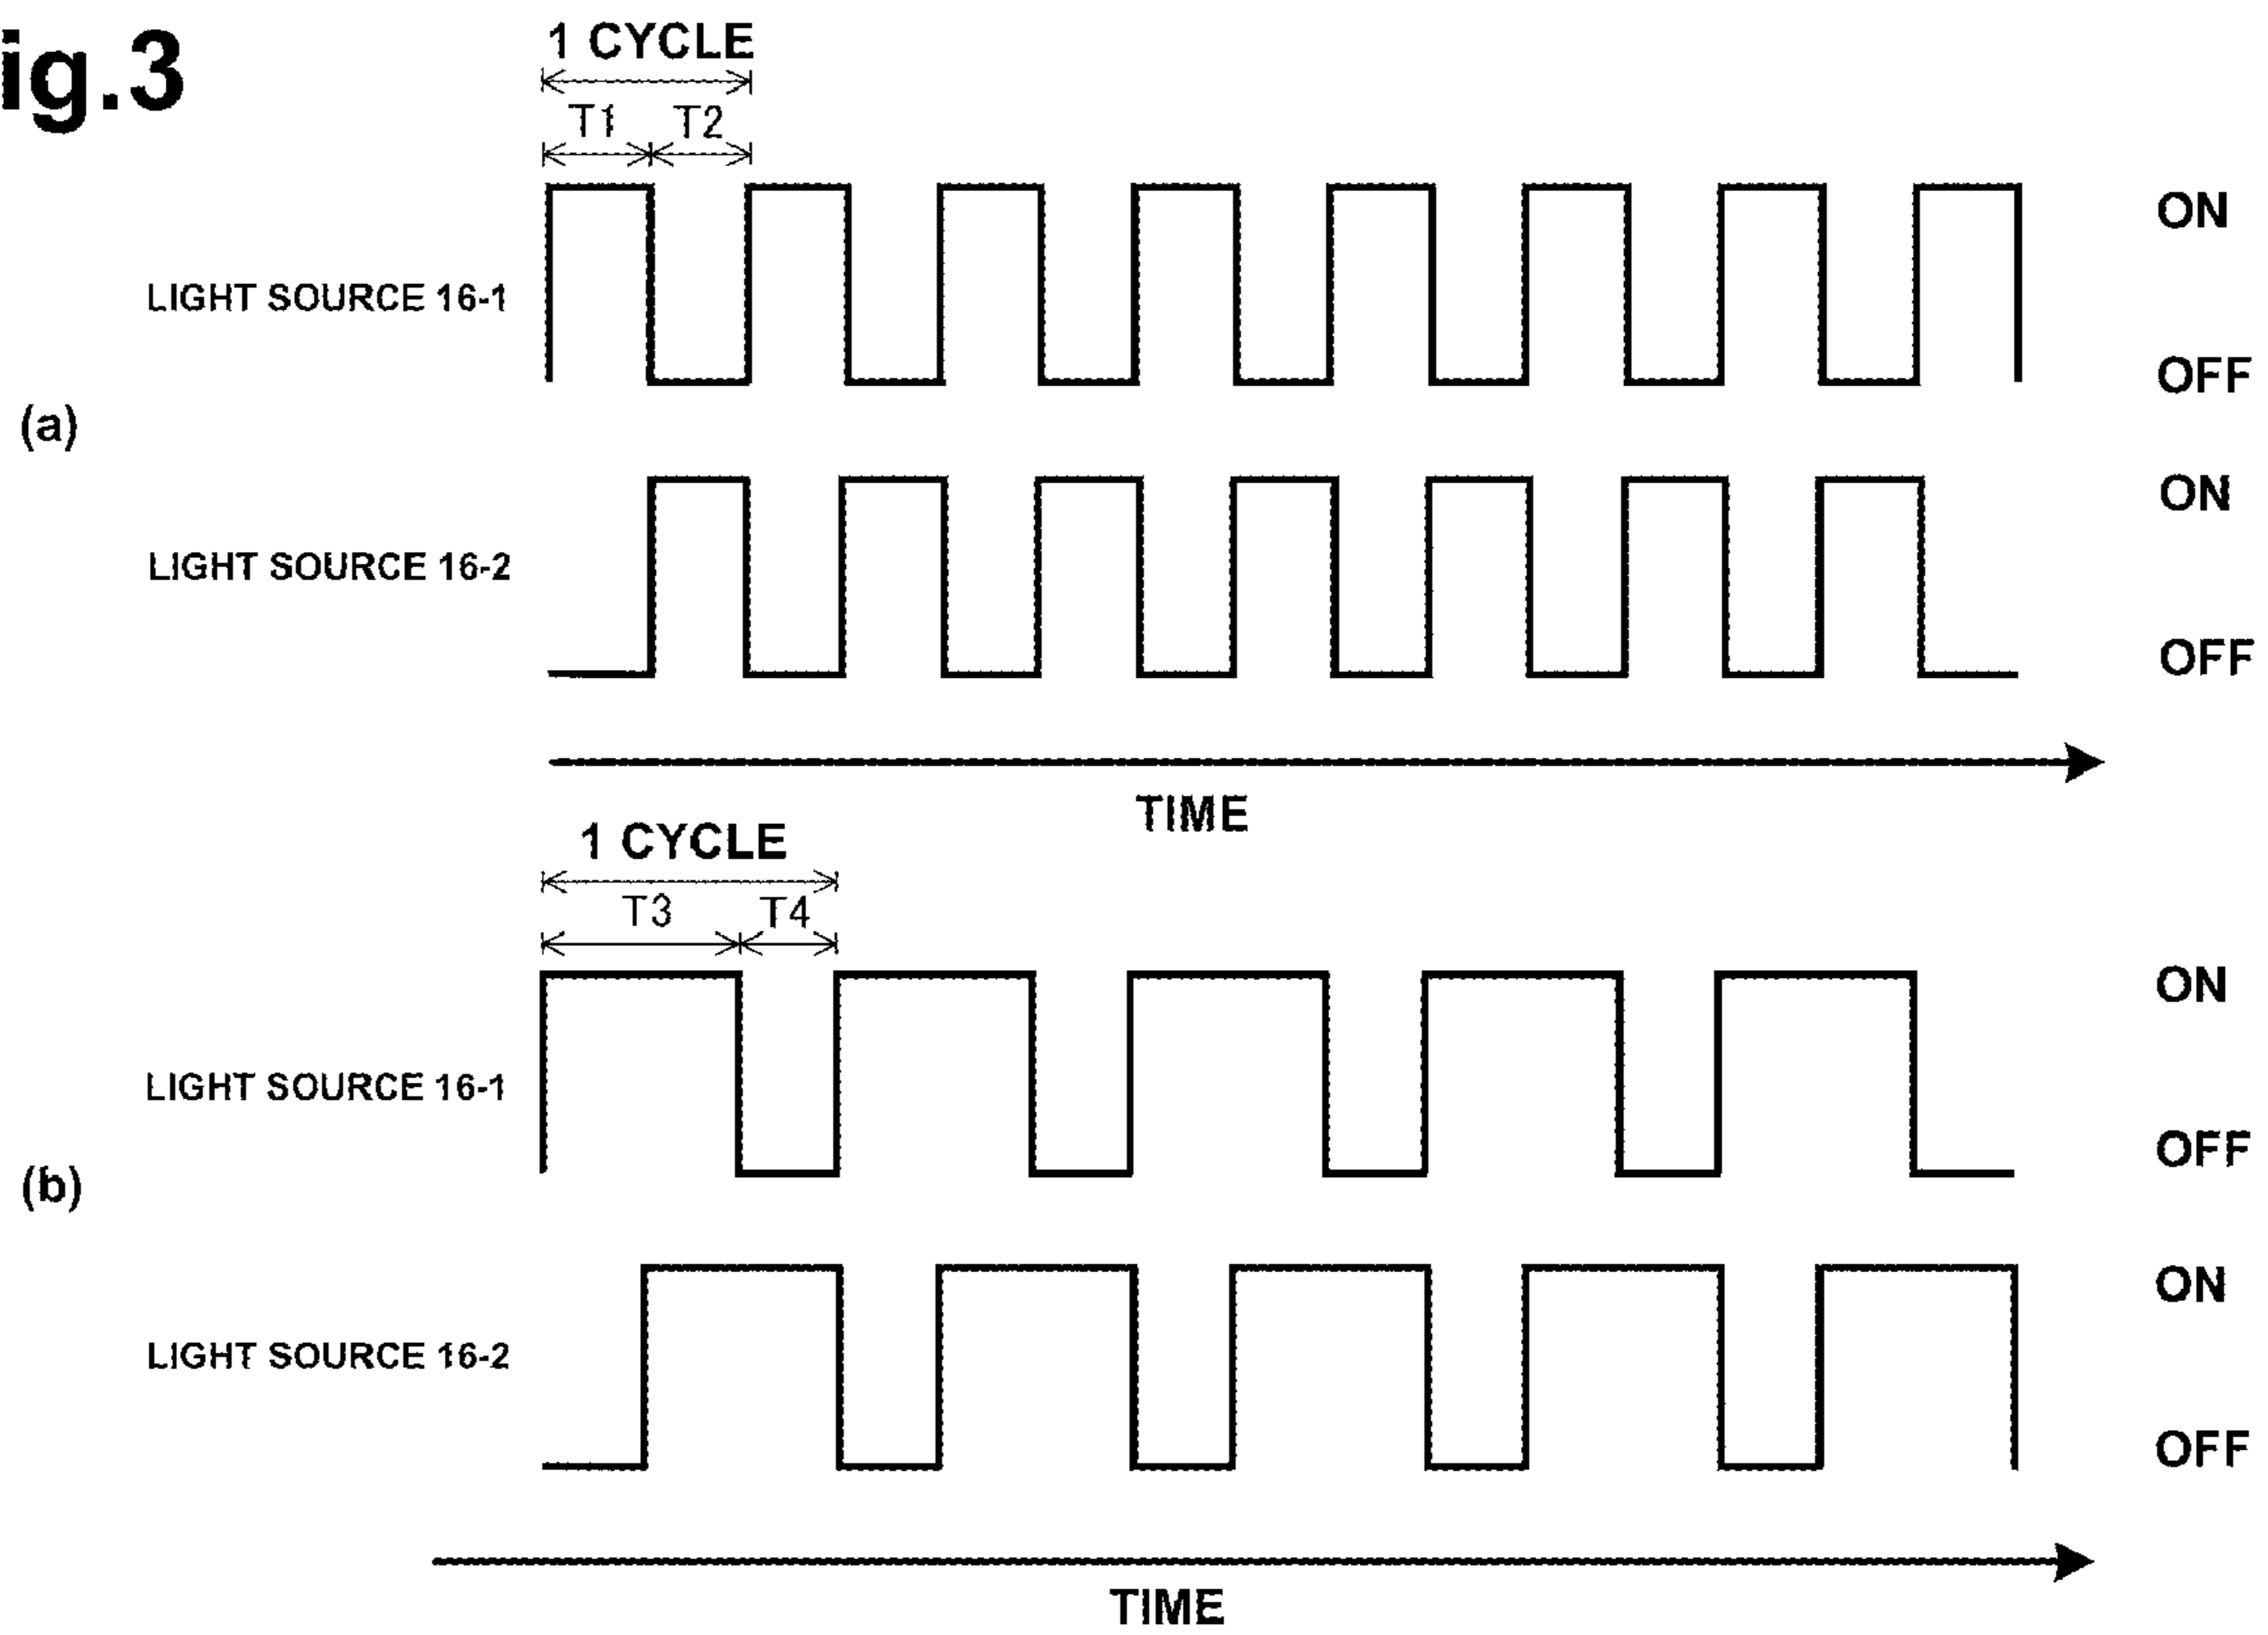 ig.3
1 CYCLE
T1 T2
ON
LIGHT SOURCE 16-1
OFF
(a)
ON
LIGHT SOURCE 16-2
OFF
TIME
1 CYCLE
T3 T4
ON
LIGHT SOURCE 16-1
OFF
(b)
ON
LIGHT SOURCE 16-2
OFF
TIME